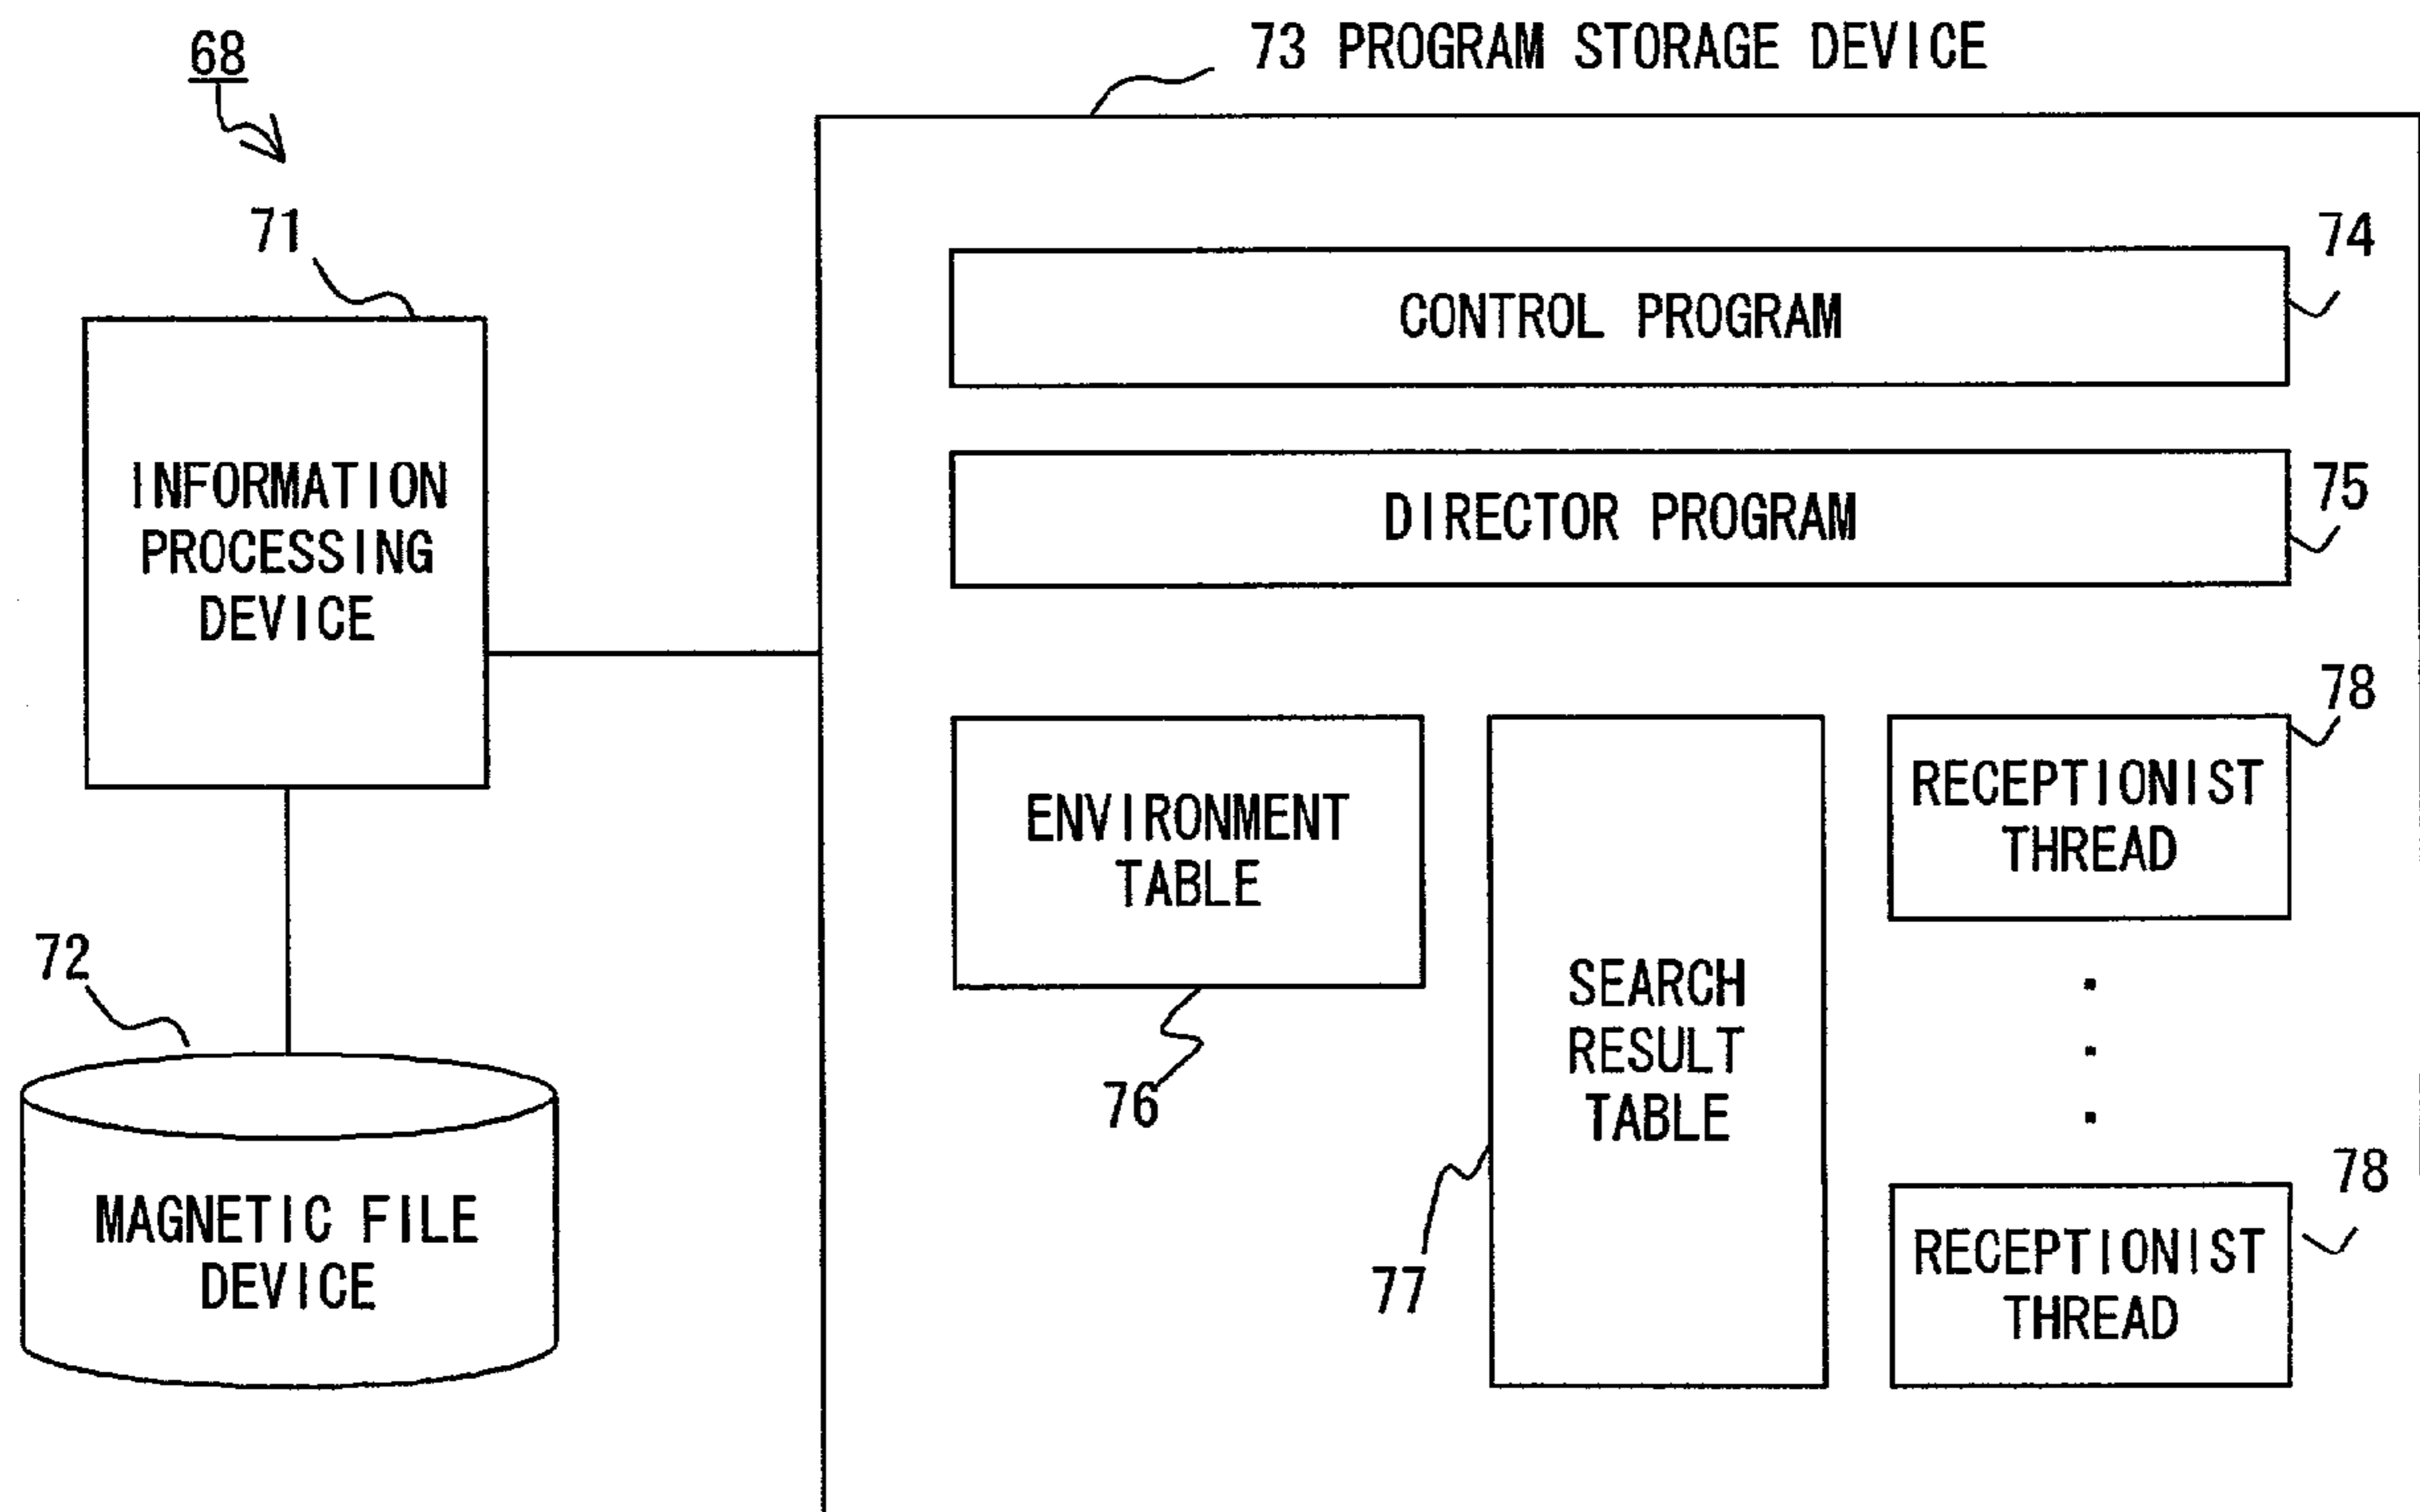 68
73 PROGRAM STORAGE DEVICE
71
74
CONTROL PROGRAM
75
DIRECTOR PROGRAM
INFORMATION
PROCESSING
DEVICE
78
ENVIRONMENT
TABLE
76
SEARCH
RESULT
TABLE
77
RECEPTIONIST
THREAD
.
.
.
78
RECEPTIONIST
THREAD
72
MAGNETIC FILE
DEVICE